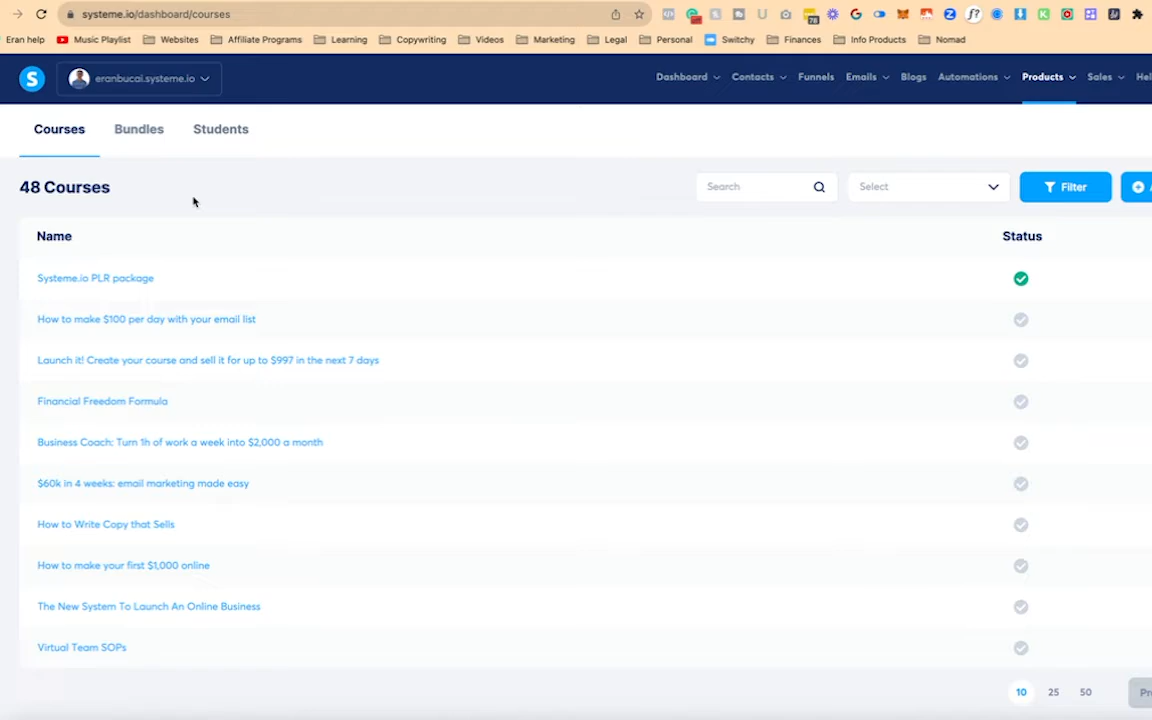 systeme.io/dashboard/courses
Eran help Music Playlist Websites Affiliate Programs Learning Copywriting Videos Marketing Legal Personal Switchy Finances Info Products Nomad
S eranbucai.systeme.io Dashboard Contacts Funnels Emails Blogs Automations Products Sales Hel
Courses Bundles Students
48 Courses Search Select Filter
Name Status
Systeme.io PLR package
How to make $100 per day with your email list
Launch it! Create your course and sell it for up to $997 in the next 7 days
Financial Freedom Formula
Business Coach: Turn 1h of work a week into $2,000 a month
$60k in 4 weeks: email marketing made easy
How to Write Copy that Sells
How to make your first $1,000 online
The New System To Launch An Online Business
Virtual Team SOPs
10 25 50 Pr